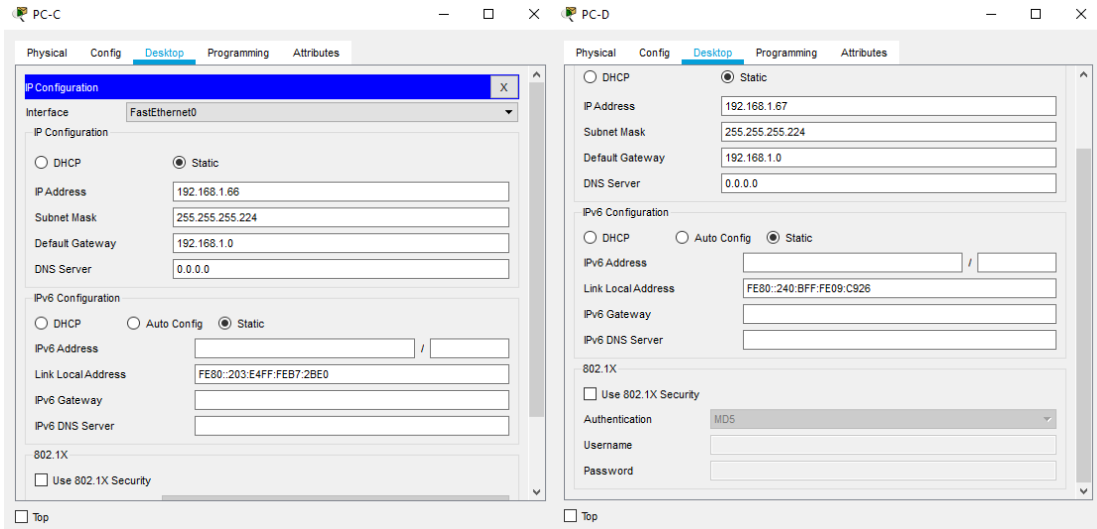 PC-C
Physical Config Desktop Programming Attributes
IP Configuration X
Interface FastEthernet0
IP Configuration
DHCP Static
IP Address 192.168.1.66
Subnet Mask 255.255.255.224
Default Gateway 192.168.1.0
DNS Server 0.0.0.0
IPv6 Configuration
DHCP Auto Config Static
IPv6 Address /
Link Local Address FE80::203:E4FF:FEB7:2BE0
IPv6 Gateway
IPv6 DNS Server
802.1X
Use 802.1X Security
Top
PC-D
Physical Config Desktop Programming Attributes
DHCP Static
IP Address 192.168.1.67
Subnet Mask 255.255.255.224
Default Gateway 192.168.1.0
DNS Server 0.0.0.0
IPv6 Configuration
DHCP Auto Config Static
IPv6 Address /
Link Local Address FE80::240:BFF:FE09:C926
IPv6 Gateway
IPv6 DNS Server
802.1X
Use 802.1X Security
Authentication MD5
Username
Password
Top